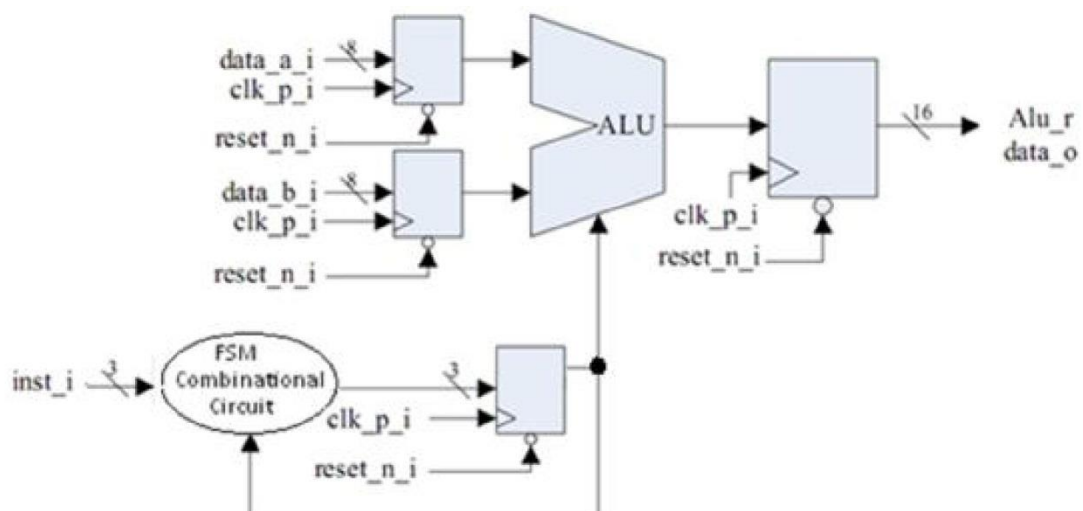 data_a_i
8
clk_p_i
reset_n_i
data_b_i
8
clk_p_i
reset_n_i
ALU
clk_p_i
reset_n_i
16
Alu_r
data_o
inst_i
3
FSM
Combinational
Circuit
3
clk_p_i
reset_n_i